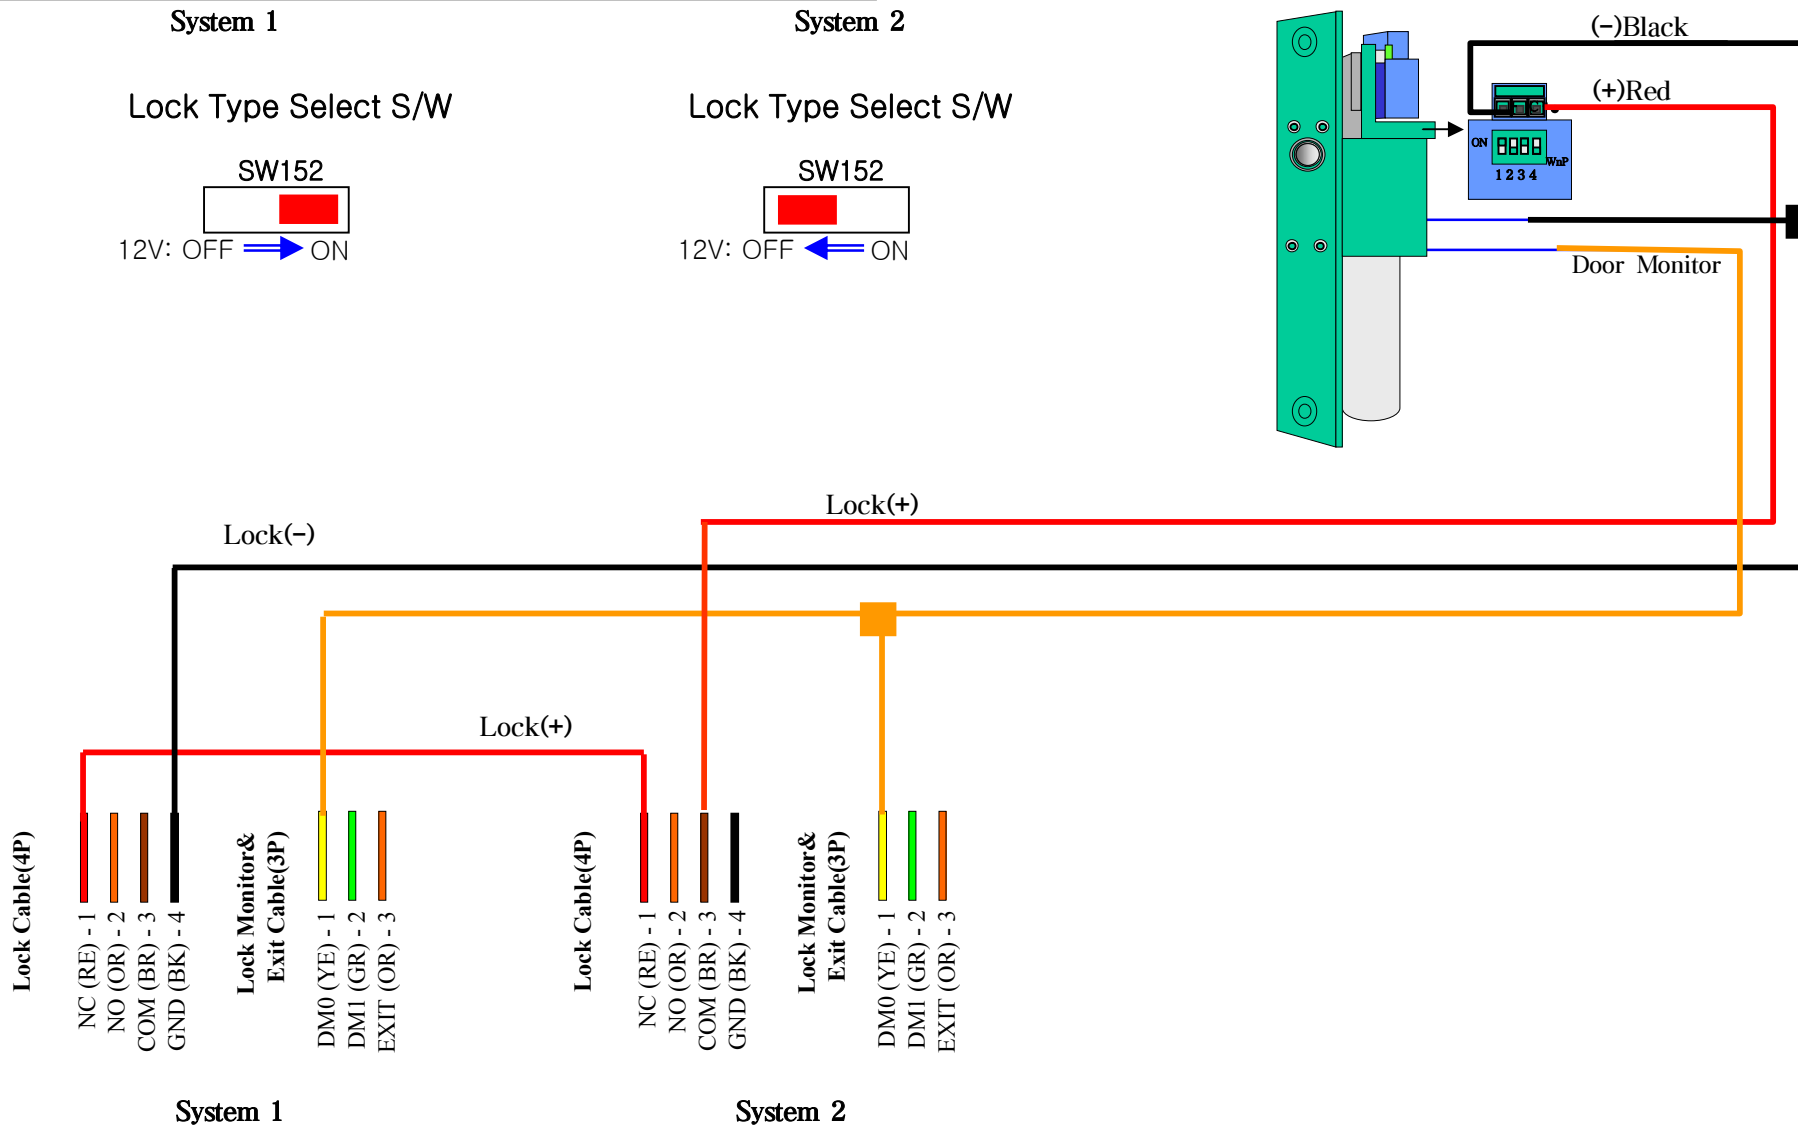 System 1
System 2
Lock Type Select S/W
Lock Type Select S/W
SW152
SW152
12V: OFF ON
12V: OFF ON
(-)Black
(+)Red
ON
WnP
1 2 3 4
Door Monitor
Lock(+)
Lock(-)
Lock(+)
Lock Cable(4P)
NC (RE) - 1
NO (OR) - 2
COM (BR) - 3
GND (BK) - 4
Lock Monitor&
Exit Cable(3P)
DM0 (YE) - 1
DM1 (GR) - 2
EXIT (OR) - 3
Lock Cable(4P)
NC (RE) - 1
NO (OR) - 2
COM (BR) - 3
GND (BK) - 4
Lock Monitor&
Exit Cable(3P)
DM0 (YE) - 1
DM1 (GR) - 2
EXIT (OR) - 3
System 1
System 2